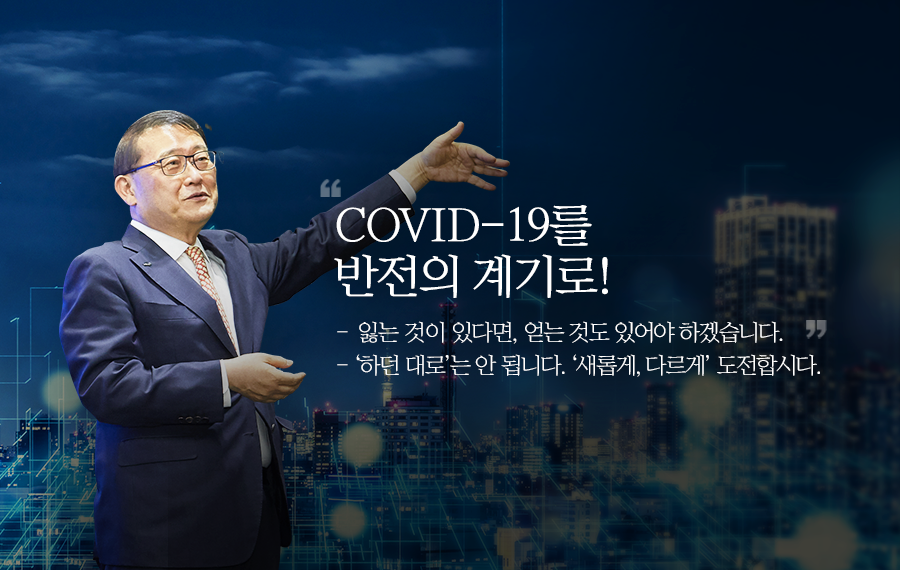 “
COVID-19를
반전의 계기로!
- 잃는 것이 있다면, 얻는 것도 있어야 하겠습니다. ”
- ‘하던 대로’는 안 됩니다. ‘새롭게, 다르게’ 도전합시다.